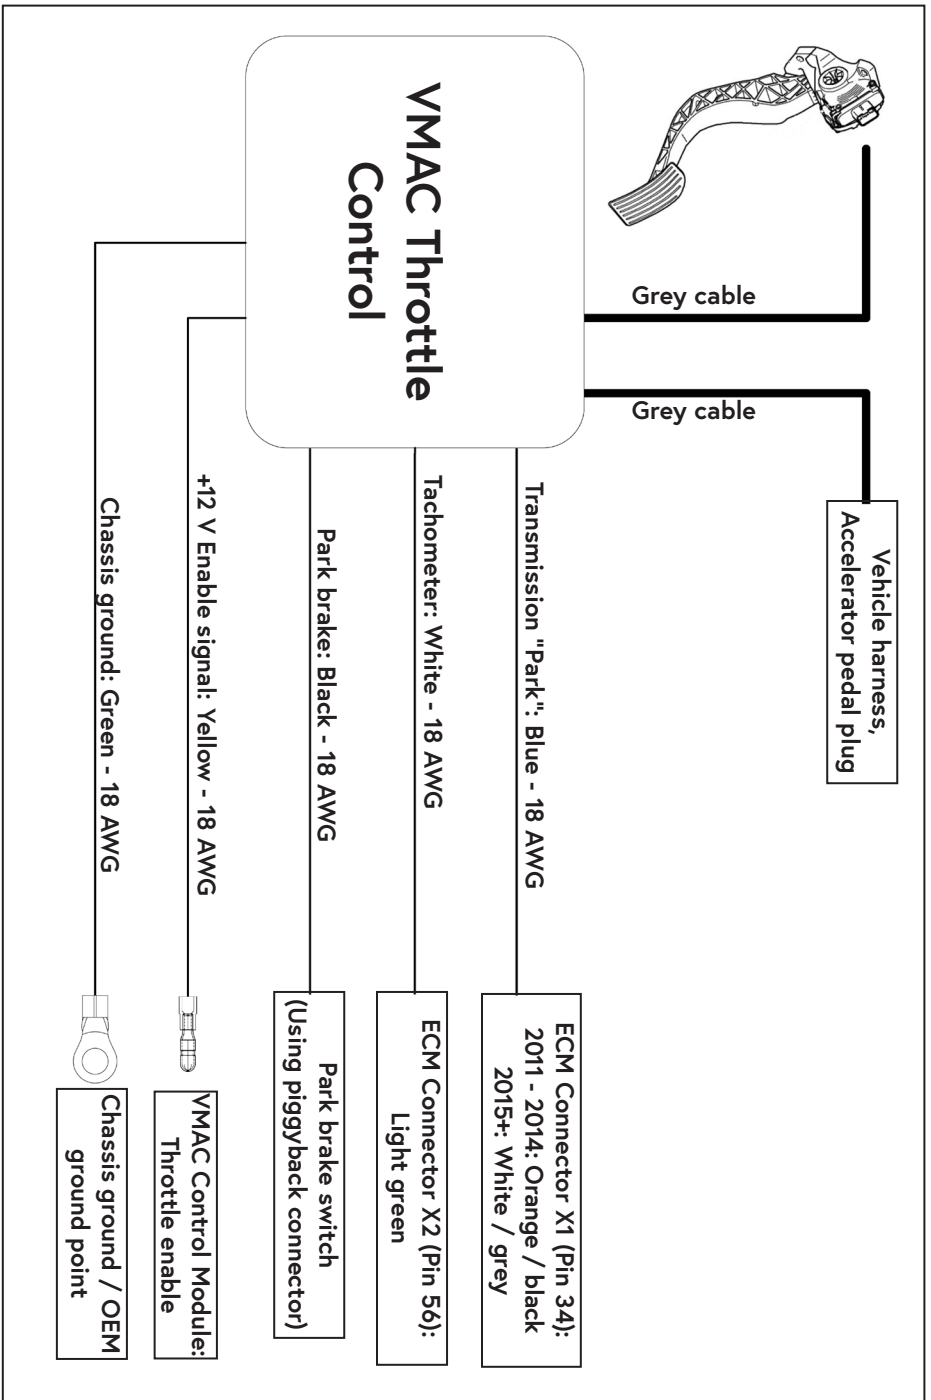 VMAC Throttle
Control
Grey cable
Grey cable
Vehicle harness,
Accelerator pedal plug
Transmission "Park": Blue - 18 AWG
ECM Connector X1 (Pin 34):
2011 - 2014: Orange / black
2015+: White / grey
Tachometer: White - 18 AWG
ECM Connector X2 (Pin 56):
Light green
Park brake: Black - 18 AWG
Park brake switch
(Using piggyback connector)
+12 V Enable signal: Yellow - 18 AWG
VMAC Control Module:
Throttle enable
Chassis ground: Green - 18 AWG
Chassis ground / OEM
ground point